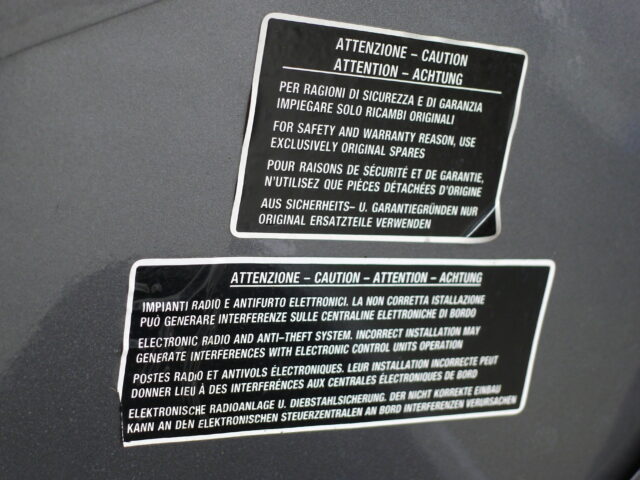 ATTENZIONE - CAUTION
ATTENTION - ACHTUNG
PER RAGIONI DI SICUREZZA E DI GARANZIA
IMPIEGARE SOLO RICAMBI ORIGINALI
FOR SAFETY AND WARRANTY REASON, USE
EXCLUSIVELY ORIGINAL SPARES
POUR RAISONS DE SÉCURITÉ ET DE GARANTIE,
N'UTILISEZ QUE PIÈCES DÉTACHÉES D'ORIGINE
AUS SICHERHEITS- U. GARANTIEGRÜNDEN NUR
ORIGINAL ERSATZTEILE VERWENDEN
ATTENZIONE - CAUTION - ATTENTION - ACHTUNG
IMPIANTI RADIO E ANTIFURTO ELETTRONICI. LA NON CORRETTA ISTALLAZIONE
PUÒ GENERARE INTERFERENZE SULLE CENTRALINE ELETTRONICHE DI BORDO
ELECTRONIC RADIO AND ANTI-THEFT SYSTEM. INCORRECT INSTALLATION MAY
GENERATE INTERFERENCES WITH ELECTRONIC CONTROL UNITS OPERATION
POSTES RADIO ET ANTIVOLS ÉLECTRONIQUES. LEUR INSTALLATION INCORRECTE PEUT
DONNER LIEU À DES INTERFÉRENCES AUX CENTRALES ÉLECTRONIQUES DE BORD
ELEKTRONISCHE RADIOANLAGE U. DIEBSTAHLSICHERUNG. DER NICHT KORREKTE EINBAU
KANN AN DEN ELEKTRONISCHEN STEUERZENTRALEN AN BORD INTERFERENZEN VERURSACHEN